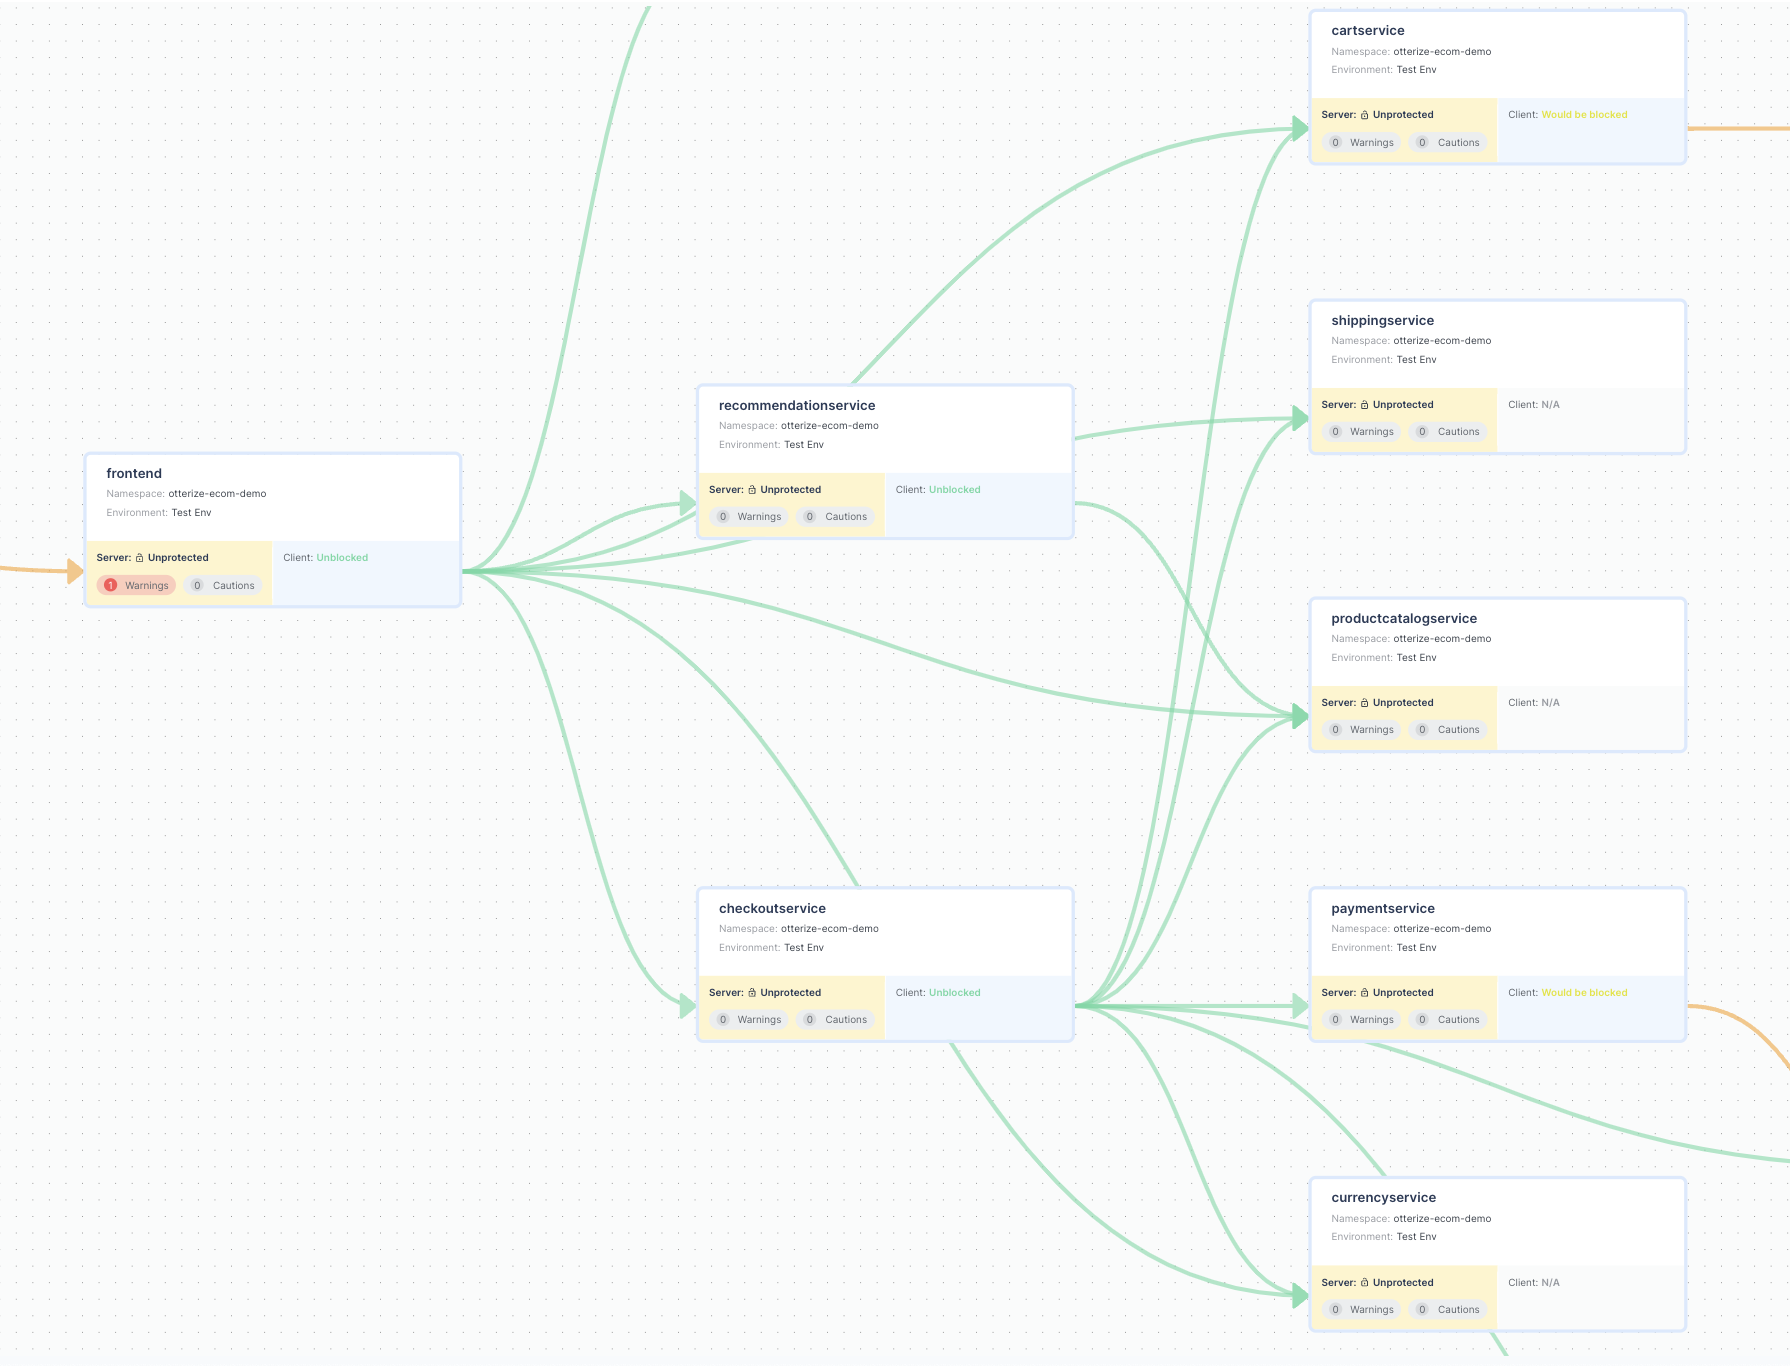 cartservice
Namespace: otterize-ecom-demo
Environment: Test Env
Server: Unprotected
Client: Would be blocked
0 Warnings 0 Cautions
shippingservice
Namespace: otterize-ecom-demo
Environment: Test Env
Server: Unprotected
Client: N/A
0 Warnings 0 Cautions
recommendationservice
Namespace: otterize-ecom-demo
Environment: Test Env
Server: Unprotected
Client: Unblocked
0 Warnings 0 Cautions
frontend
Namespace: otterize-ecom-demo
Environment: Test Env
Server: Unprotected
Client: Unblocked
1 Warnings 0 Cautions
productcatalogservice
Namespace: otterize-ecom-demo
Environment: Test Env
Server: Unprotected
Client: N/A
0 Warnings 0 Cautions
checkoutservice
Namespace: otterize-ecom-demo
Environment: Test Env
Server: Unprotected
Client: Unblocked
0 Warnings 0 Cautions
paymentservice
Namespace: otterize-ecom-demo
Environment: Test Env
Server: Unprotected
Client: Would be blocked
0 Warnings 0 Cautions
currencyservice
Namespace: otterize-ecom-demo
Environment: Test Env
Server: Unprotected
Client: N/A
0 Warnings 0 Cautions